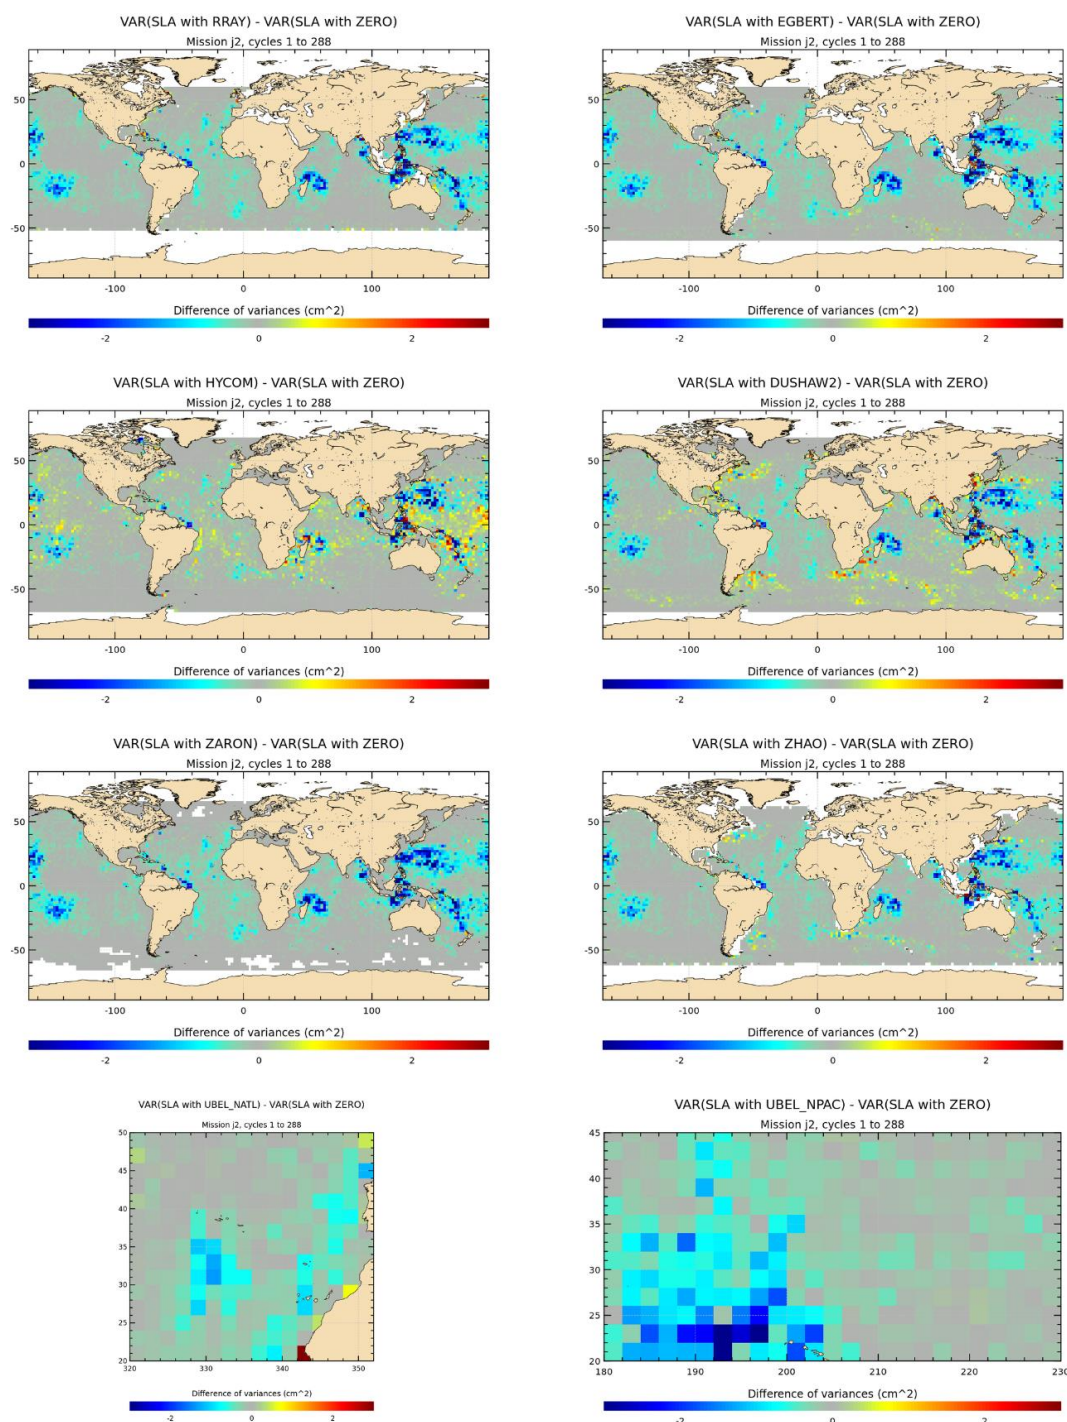 VAR(SLA with RRAY) - VAR(SLA with ZERO)
Mission j2, cycles 1 to 288
50
0
-50
-100 0 100
Difference of variances (cm^2)
-2 0 2
VAR(SLA with EGBERT) - VAR(SLA with ZERO)
Mission j2, cycles 1 to 288
50
0
-50
-100 0 100
Difference of variances (cm^2)
-2 0 2
VAR(SLA with HYCOM) - VAR(SLA with ZERO)
Mission j2, cycles 1 to 288
50
0
-50
-100 0 100
Difference of variances (cm^2)
-2 0 2
VAR(SLA with DUSHAW2) - VAR(SLA with ZERO)
Mission j2, cycles 1 to 288
50
0
-50
-100 0 100
Difference of variances (cm^2)
-2 0 2
VAR(SLA with ZARON) - VAR(SLA with ZERO)
Mission j2, cycles 1 to 288
50
0
-50
-100 0 100
Difference of variances (cm^2)
-2 0 2
VAR(SLA with ZHAO) - VAR(SLA with ZERO)
Mission j2, cycles 1 to 288
50
0
-50
-100 0 100
Difference of variances (cm^2)
-2 0 2
VAR(SLA with UBEL_NATL) - VAR(SLA with ZERO)
Mission j2, cycles 1 to 288
50
45
40
35
30
25
20
320 330 340 350
Difference of variances (cm^2)
-2 0 2
VAR(SLA with UBEL_NPAC) - VAR(SLA with ZERO)
Mission j2, cycles 1 to 288
45
40
35
30
25
20
180 190 200 210 220 230
Difference of variances (cm^2)
-2 0 2